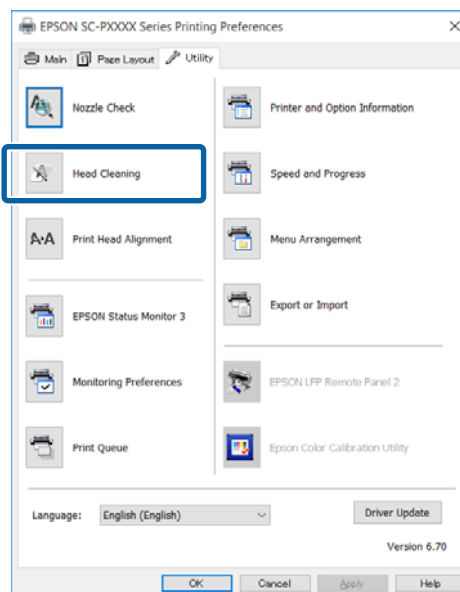 EPSON SC-PXXXX Series Printing Preferences
Main Page Layout Utility
Nozzle Check
Printer and Option Information
Head Cleaning
Speed and Progress
A·A Print Head Alignment
Menu Arrangement
EPSON Status Monitor 3
Export or Import
Monitoring Preferences
EPSON LFP Remote Panel 2
Print Queue
Epson Color Calibration Utility
Language: English (English)
Driver Update
Version 6.70
OK Cancel Apply Help